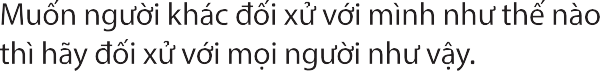 Muốn người khác đối xử với mình như thế nào
thì hãy đối xử với mọi người như vậy.